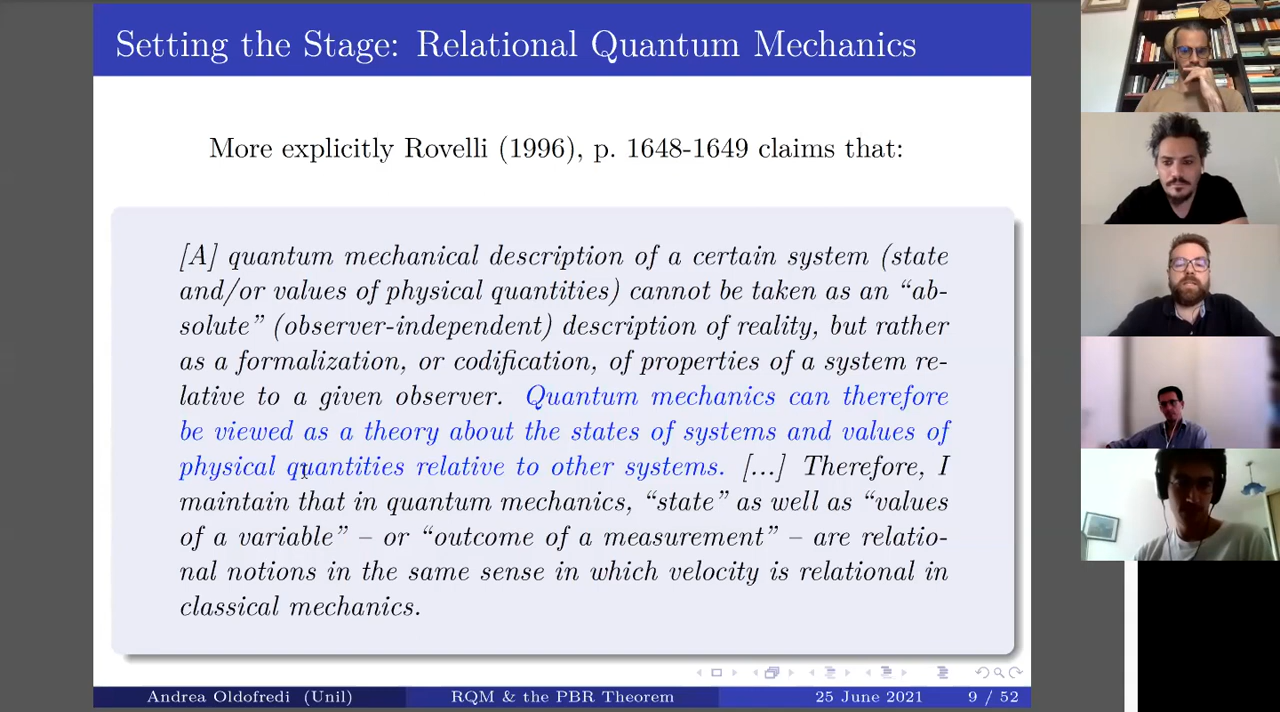 Setting the Stage: Relational Quantum Mechanics
More explicitly Rovelli (1996), p. 1648-1649 claims that:
[A] quantum mechanical description of a certain system (state
and/or values of physical quantities) cannot be taken as an “ab-
solute” (observer-independent) description of reality, but rather
as a formalization, or codification, of properties of a system re-
lative to a given observer. Quantum mechanics can therefore
be viewed as a theory about the states of systems and values of
physical quantities relative to other systems. [...] Therefore, I
maintain that in quantum mechanics, “state” as well as “values
of a variable” – or “outcome of a measurement” – are relatio-
nal notions in the same sense in which velocity is relational in
classical mechanics.
Andrea Oldofredi (Unil) RQM & the PBR Theorem 25 June 2021 9 / 52